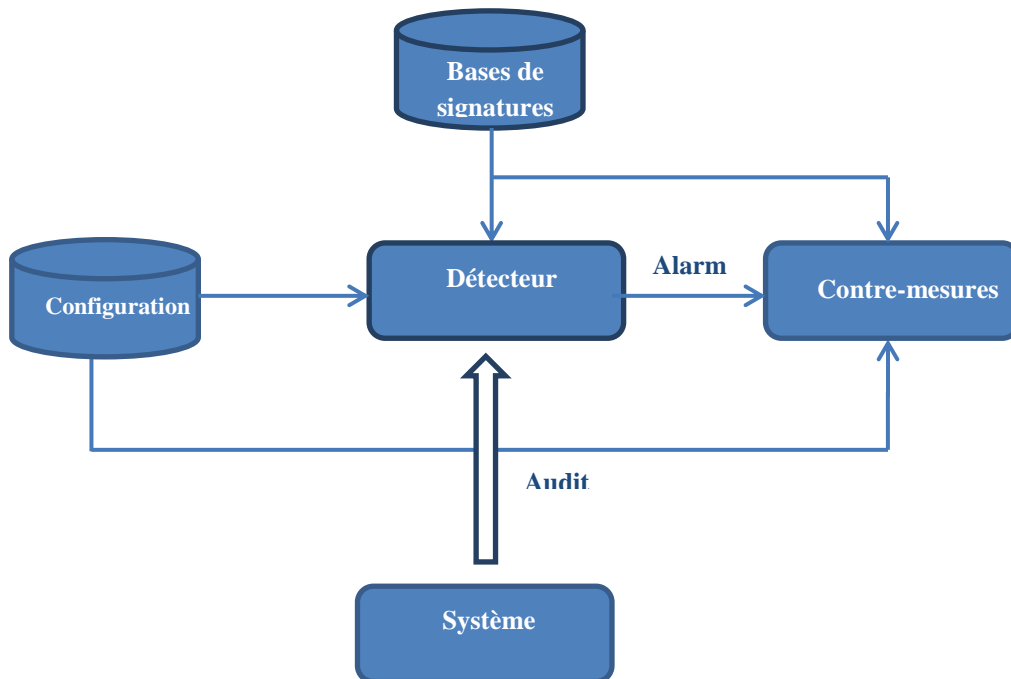 Bases de
signatures
Configuration
Détecteur
Alarm
Contre-mesures
Audit
Système